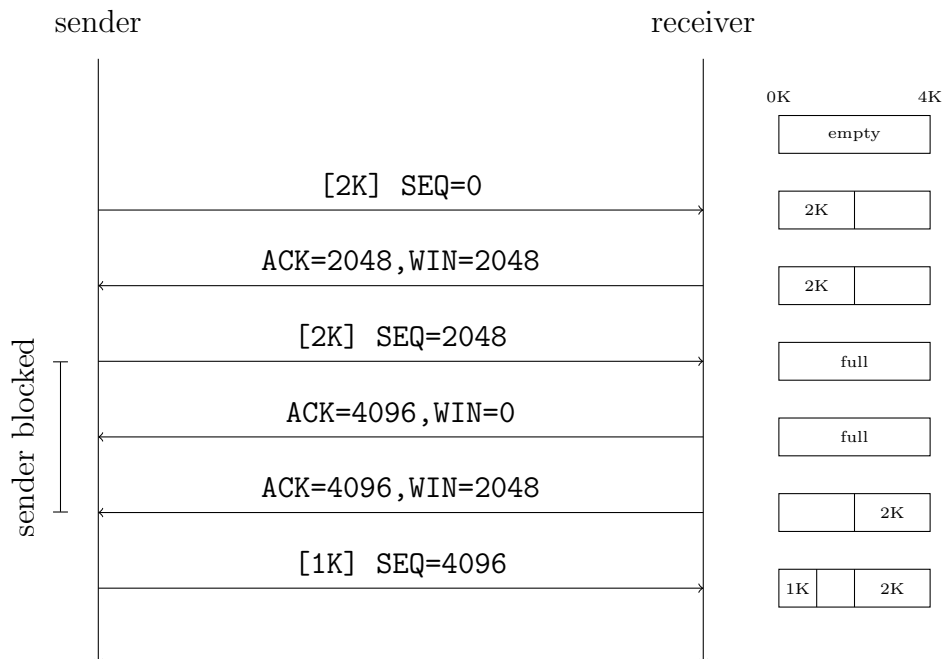 sender
receiver
0K 4K
empty
[2K] SEQ=0
2K
ACK=2048,WIN=2048
2K
[2K] SEQ=2048
full
sender blocked
ACK=4096,WIN=0
full
ACK=4096,WIN=2048
2K
[1K] SEQ=4096
1K 2K